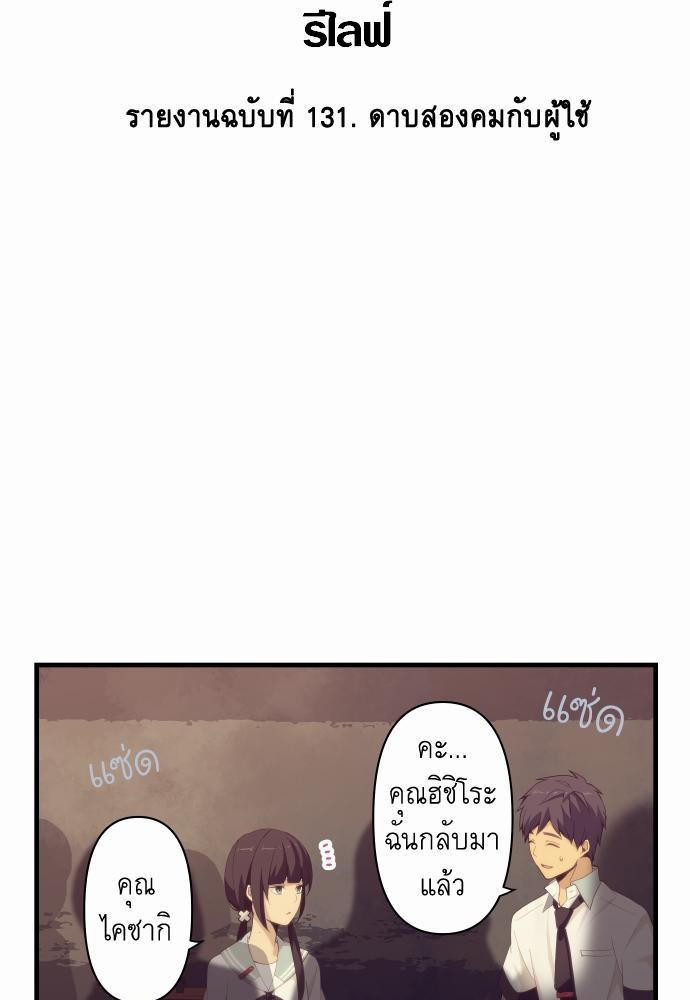 รีไลฟ์
รายงานฉบับที่ 131. ดาบสองคมกับผู้ใช้
แซ่ด
แซ่ด
คะ...
คุณฮิชิโระ
ฉันกลับมา
แล้ว
คุณ
ไคซากิ